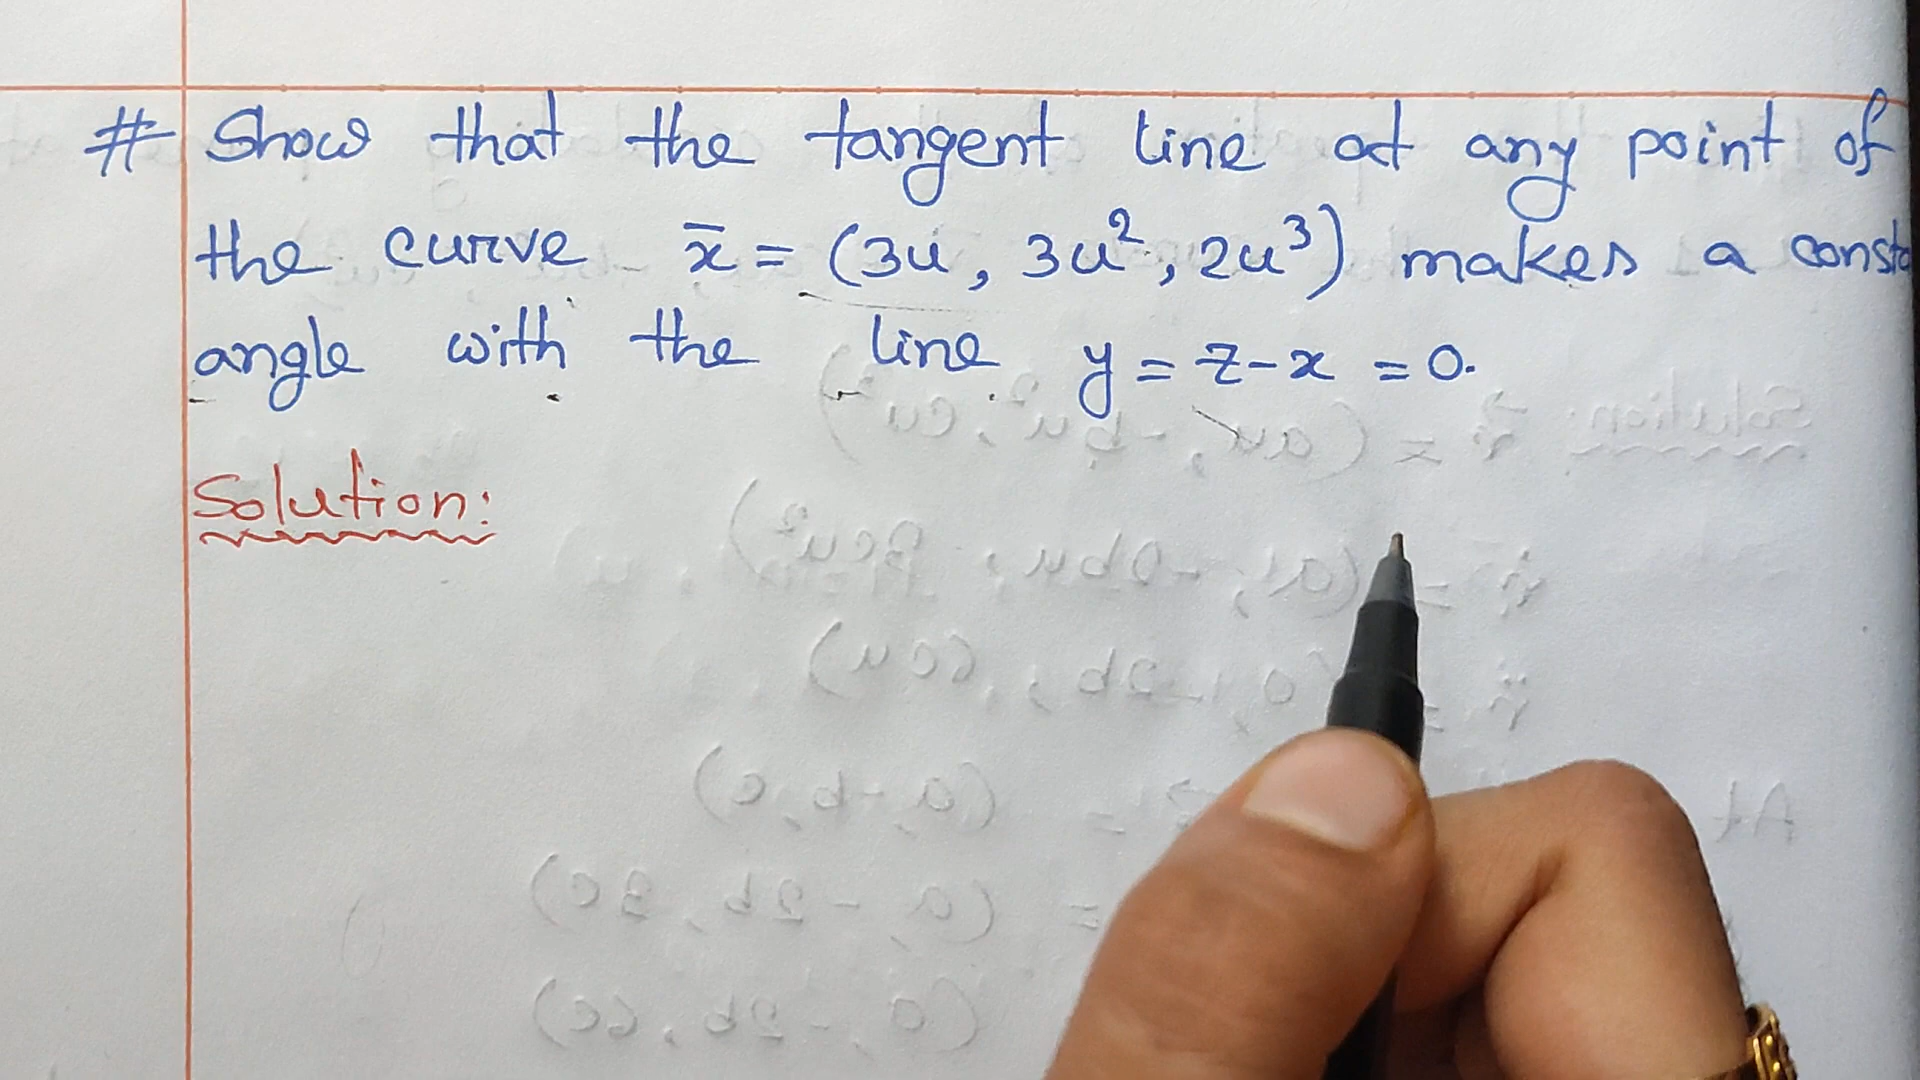 # Show that the tangent line at any point of
the curve x̄ = (3u, 3u², 2u³) makes a
angle with the line y = z-x = 0.
Solution: